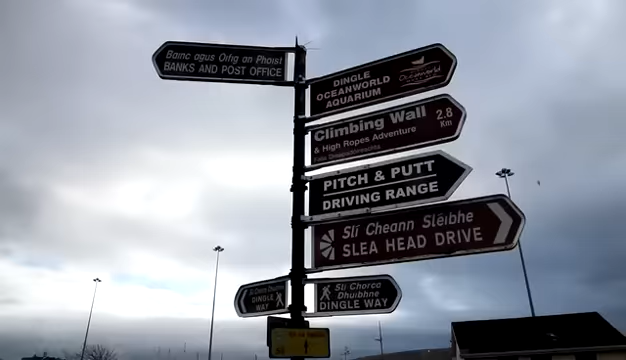 Bainc agus Oifig an Phoist
BANKS AND POST OFFICE
DINGLE
OCEANWORLD
AQUARIUM
Oceanworld
Climbing Wall
& High Ropes Adventure
2.8
Km
PITCH & PUTT
DRIVING RANGE
Slí Cheann Sléibhe
SLEA HEAD DRIVE
DINGLE
WAY
Slí Chorca
Dhuibhne
DINGLE WAY